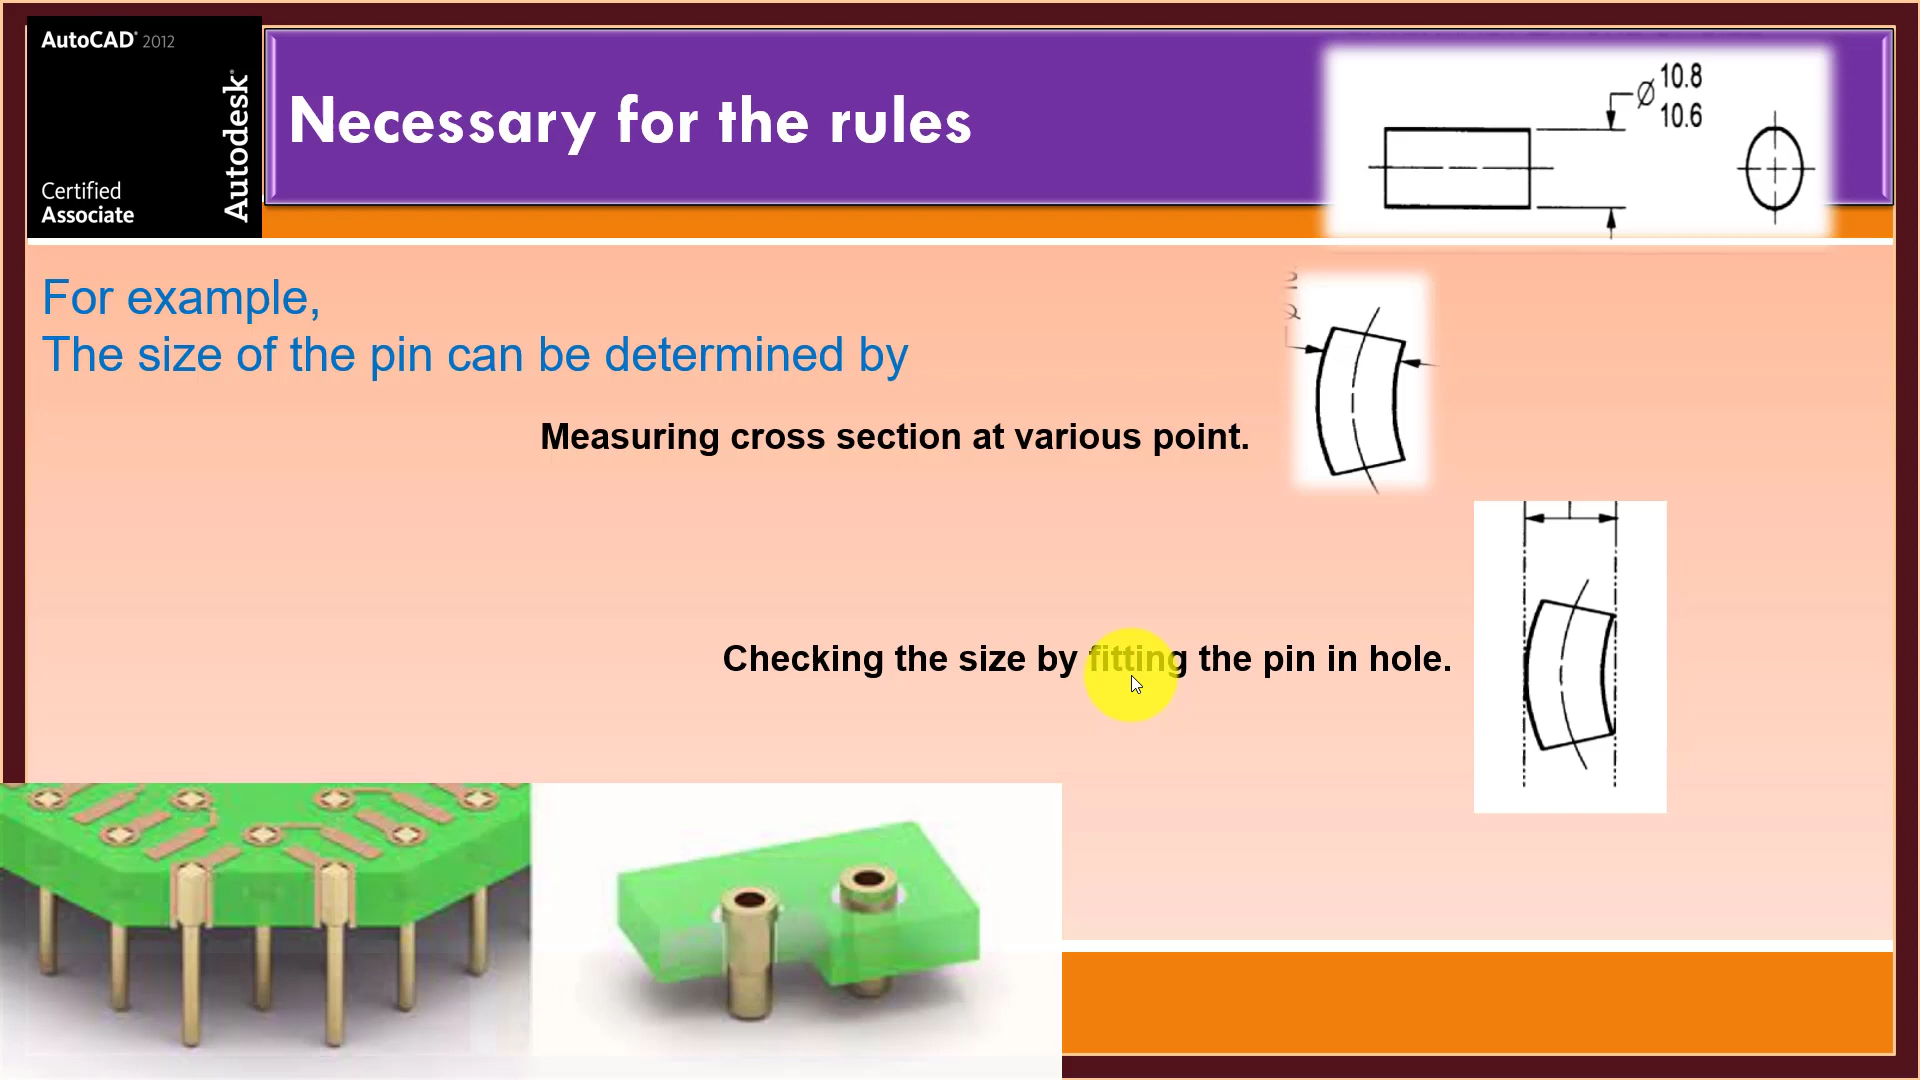 AutoCAD® 2012
Autodesk®
Certified
Associate
Necessary for the rules
Ø 10.8
10.6
For example,
The size of the pin can be determined by
Measuring cross section at various point.
Checking the size by fitting the pin in hole.